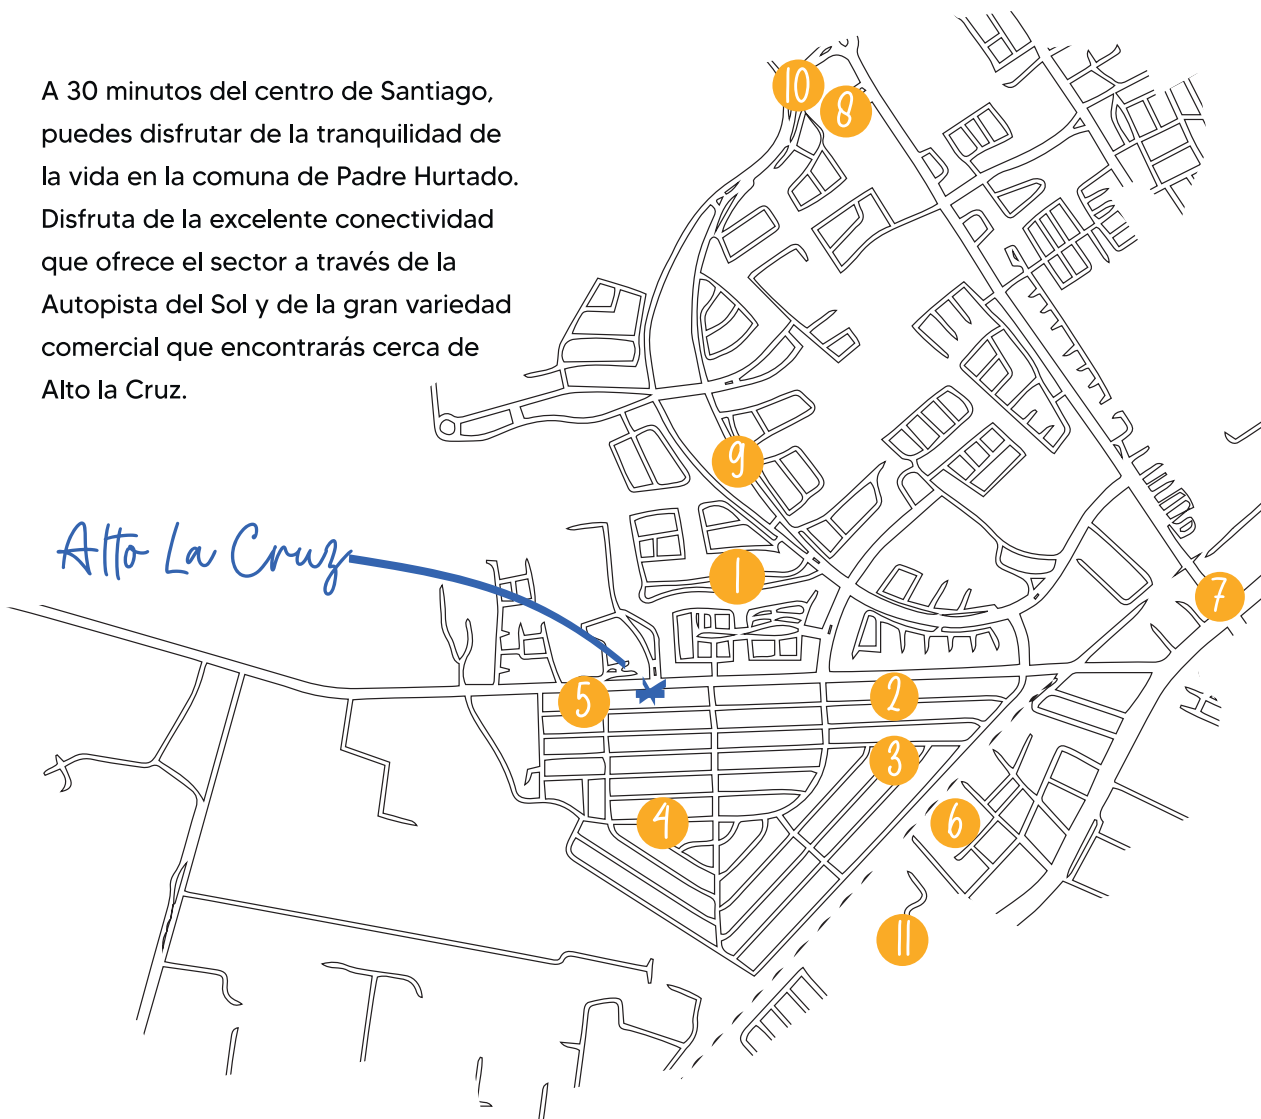 A 30 minutos del centro de Santiago,
puedes disfrutar de la tranquilidad de
la vida en la comuna de Padre Hurtado.
Disfruta de la excelente conectividad
que ofrece el sector a través de la
Autopista del Sol y de la gran variedad
comercial que encontrarás cerca de
Alto la Cruz.
10
8
9
Alto La Cruz
1
7
5
2
3
4
6
11